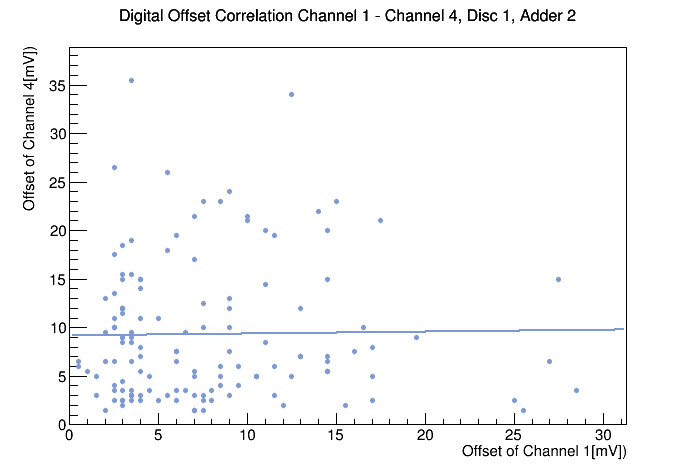 Digital Offset Correlation Channel 1 - Channel 4, Disc 1, Adder 2
Offset of Channel 4[mV])
35
30
25
20
15
10
5
0
0 5 10 15 20 25 30
Offset of Channel 1[mV])